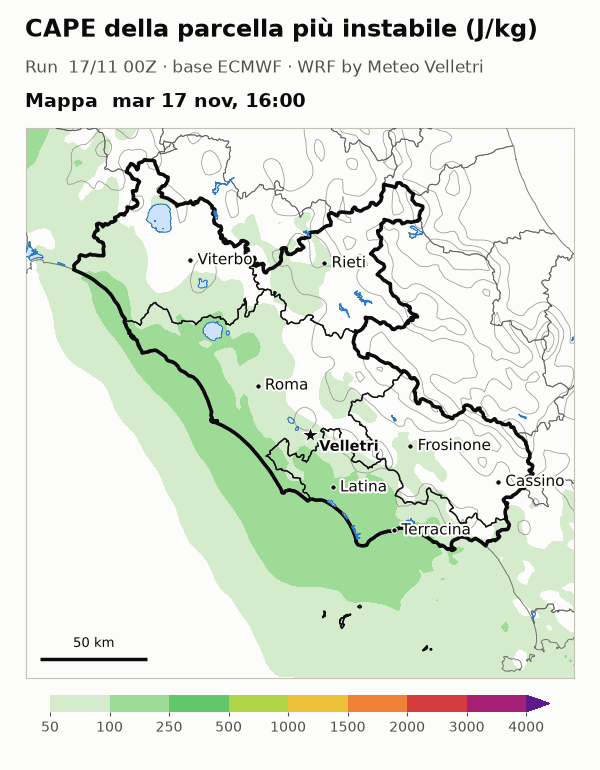 CAPE della parcella più instabile (J/kg)
Run 17/11 00Z · base ECMWF · WRF by Meteo Velletri
Mappa mar 17 nov, 16:00
Viterbo
Rieti
Roma
Velletri
Frosinone
Latina
Cassino
Terracina
50 km
50 100 250 500 1000 1500 2000 3000 4000